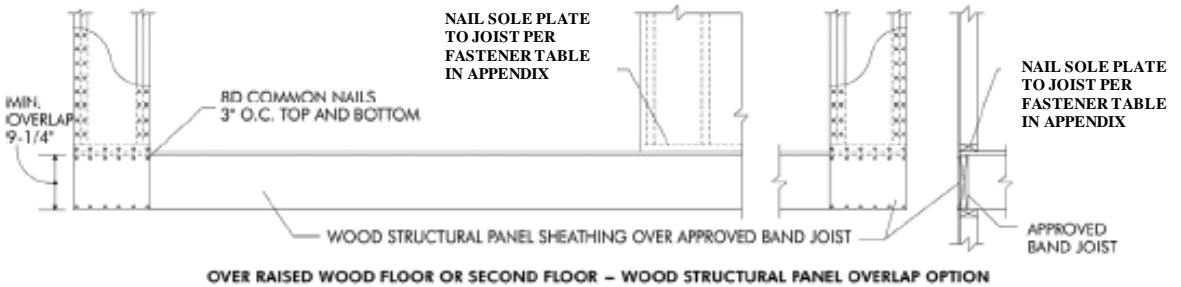 NAIL SOLE PLATE
TO JOIST PER
FASTENER TABLE
IN APPENDIX
NAIL SOLE PLATE
TO JOIST PER
FASTENER TABLE
IN APPENDIX
MIN.
OVERLAP
9-1/4"
8D COMMON NAILS
3" O.C. TOP AND BOTTOM
WOOD STRUCTURAL PANEL SHEATHING OVER APPROVED BAND JOIST
APPROVED
BAND JOIST
OVER RAISED WOOD FLOOR OR SECOND FLOOR – WOOD STRUCTURAL PANEL OVERLAP OPTION